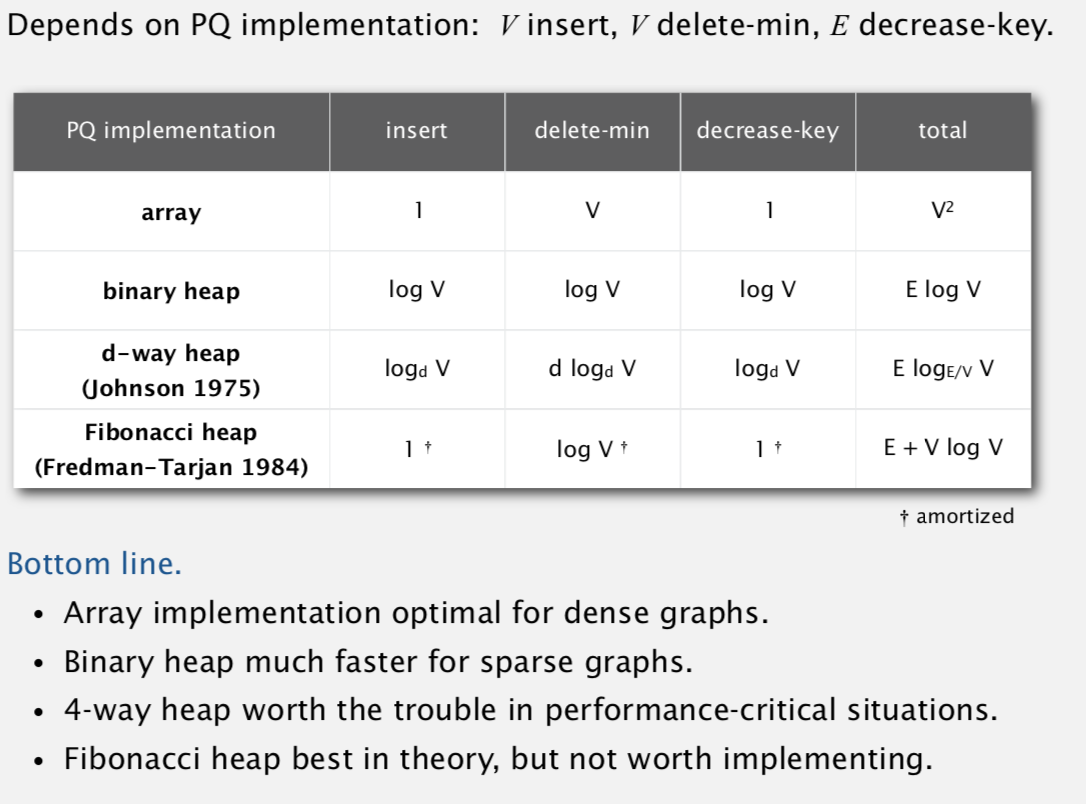 Depends on PQ implementation: V insert, V delete-min, E decrease-key.
PQ implementation insert delete-min decrease-key total
array 1 V 1 V²
binary heap log V log V log V E log V
d-way heap
(Johnson 1975) log_d V d log_d V log_d V E log_E/V V
Fibonacci heap
(Fredman-Tarjan 1984) 1 † log V † 1 † E + V log V
† amortized
Bottom line.
• Array implementation optimal for dense graphs.
• Binary heap much faster for sparse graphs.
• 4-way heap worth the trouble in performance-critical situations.
• Fibonacci heap best in theory, but not worth implementing.